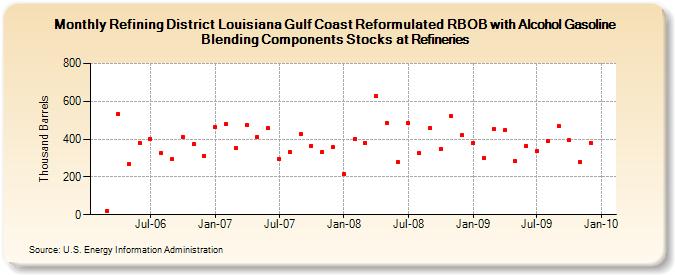 Monthly Refining District Louisiana Gulf Coast Reformulated RBOB with Alcohol Gasoline
Blending Components Stocks at Refineries
Thousand Barrels
800
600
400
200
0
Jul-06
Jan-07
Jul-07
Jan-08
Jul-08
Jan-09
Jul-09
Jan-10
Source: U.S. Energy Information Administration